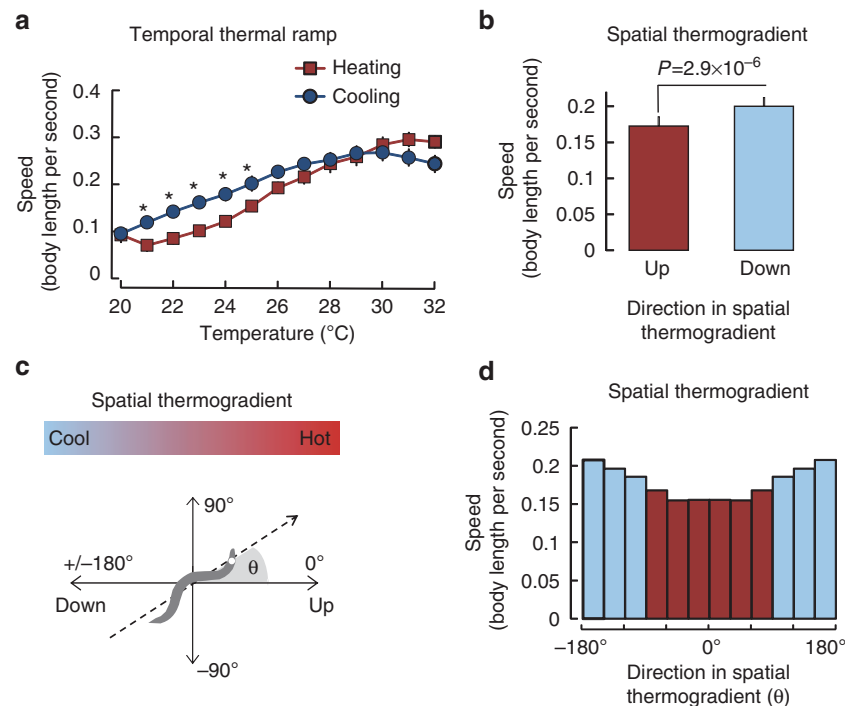 a
Temporal thermal ramp
Heating
Cooling
Speed
(body length per second)
0.4
0.3
0.2
0.1
0
* * * * *
20 22 24 26 28 30 32
Temperature (°C)
b
Spatial thermogradient
P=2.9×10⁻⁶
Speed
(body length per second)
0.2
0.15
0.1
0.05
0
Up Down
Direction in spatial
thermogradient
c
Spatial thermogradient
Cool Hot
90°
+/−180° θ 0°
Down Up
−90°
d
Spatial thermogradient
Speed
(body length per second)
0.25
0.2
0.15
0.1
0.05
0
−180° 0° 180°
Direction in spatial
thermogradient (θ)